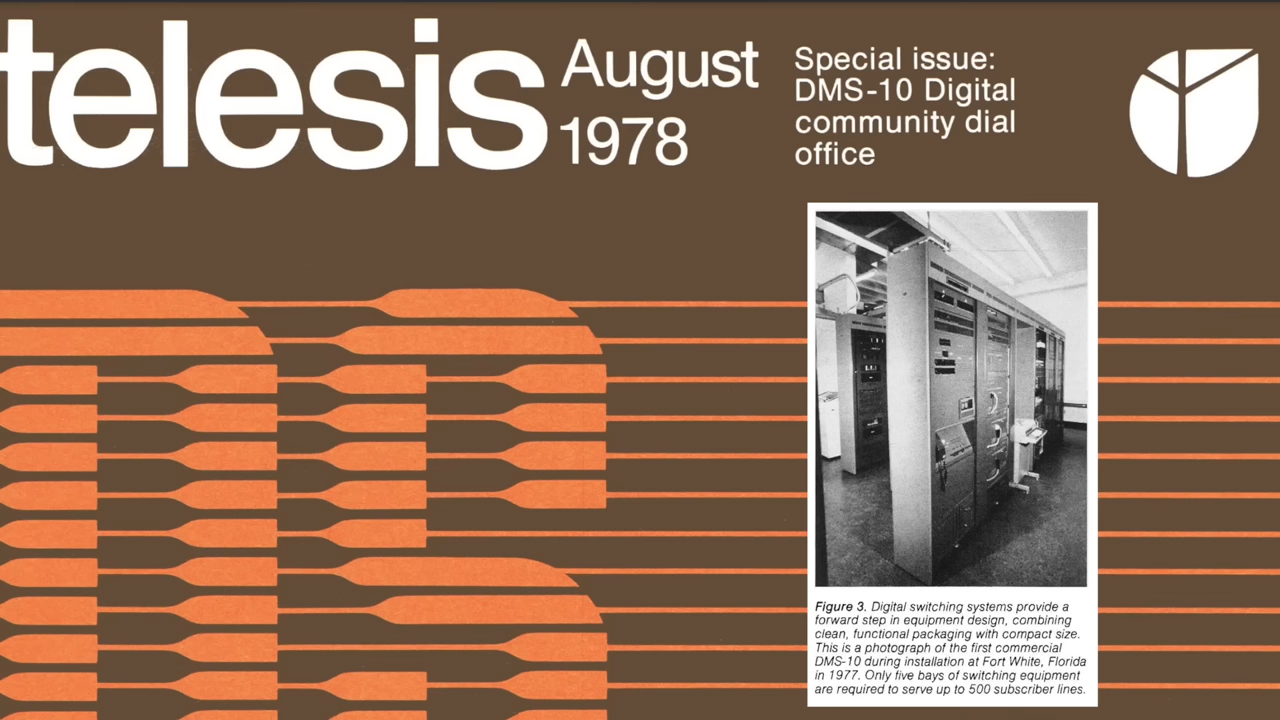 telesis
August
1978
Special issue:
DMS-10 Digital
community dial
office
Figure 3. Digital switching systems provide a
forward step in equipment design, combining
clean, functional packaging with compact size.
This is a photograph of the first commercial
DMS-10 during installation at Fort White, Florida
in 1977. Only five bays of switching equipment
are required to serve up to 500 subscriber lines.